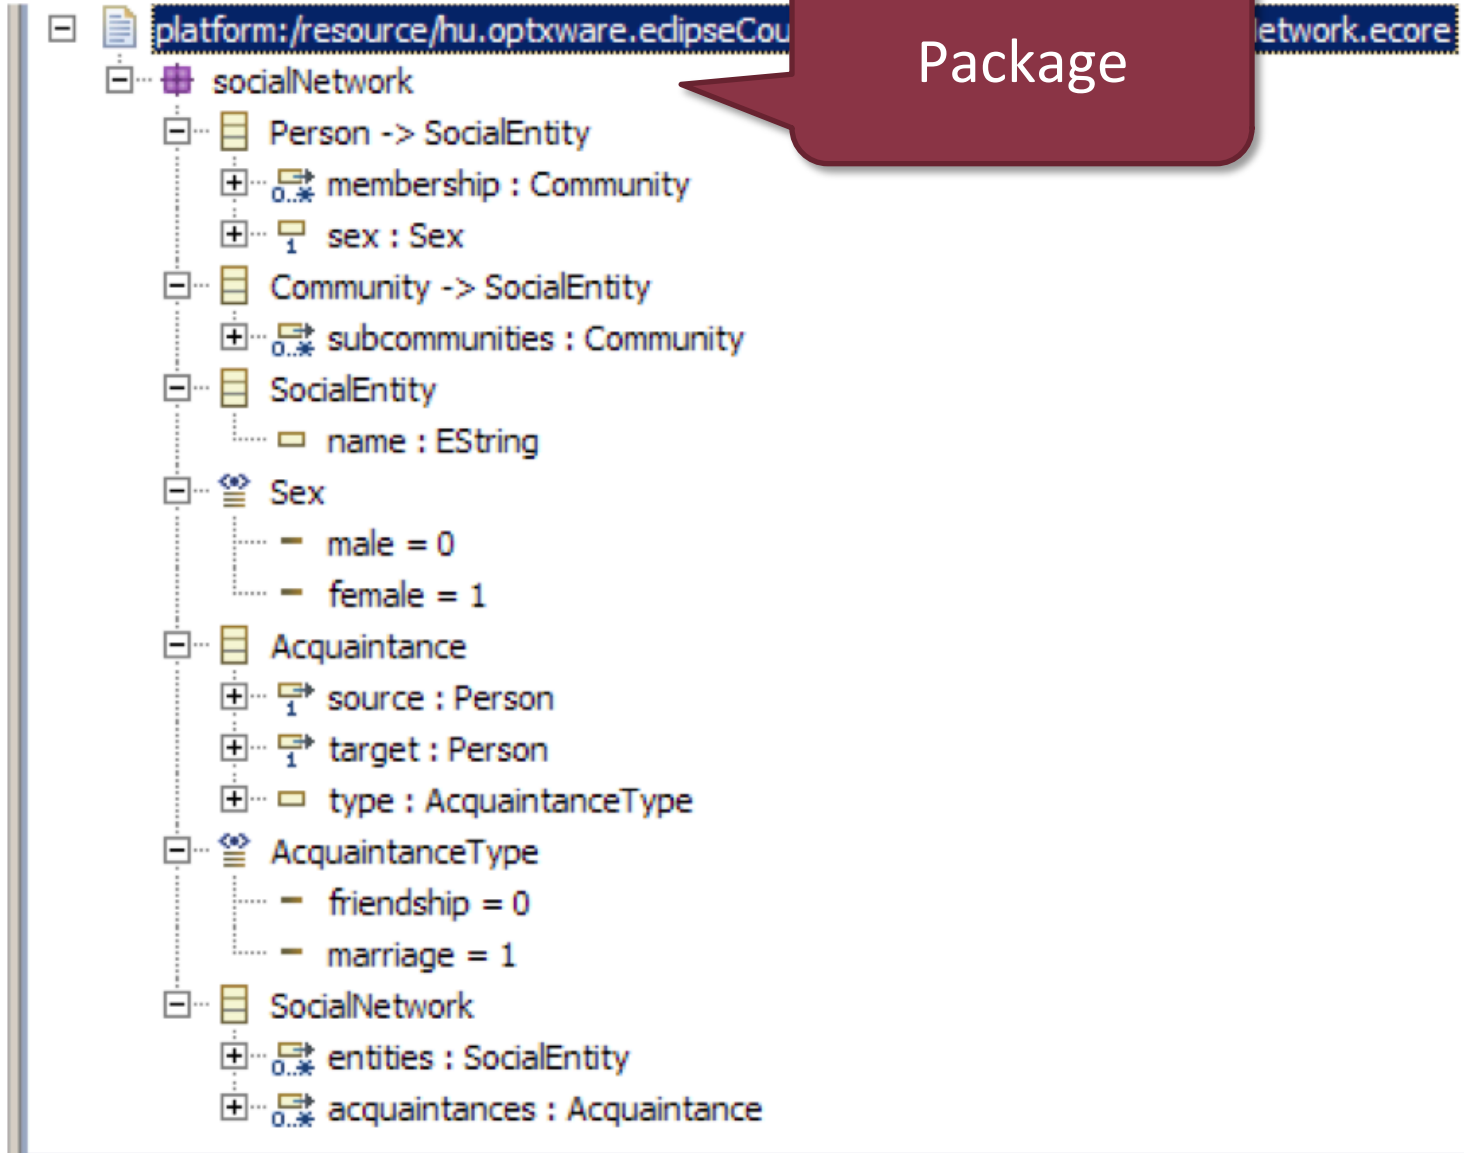 platform:/resource/hu.optxware.eclipseCou
etwork.ecore
Package
socialNetwork
Person -> SocialEntity
0..* membership : Community
1 sex : Sex
Community -> SocialEntity
0..* subcommunities : Community
SocialEntity
name : EString
Sex
male = 0
female = 1
Acquaintance
1 source : Person
1 target : Person
type : AcquaintanceType
AcquaintanceType
friendship = 0
marriage = 1
SocialNetwork
0..* entities : SocialEntity
0..* acquaintances : Acquaintance